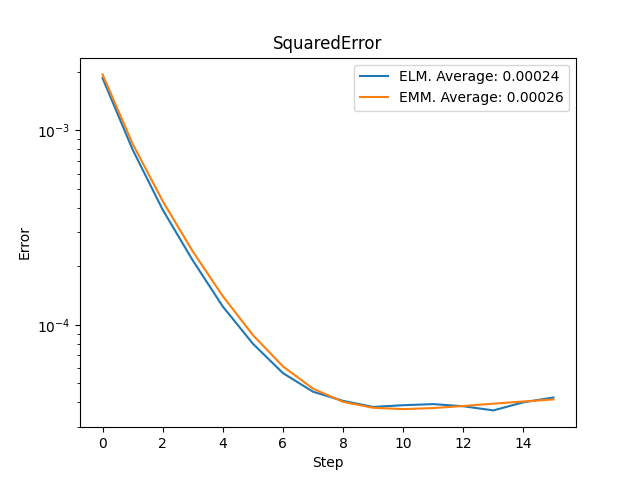 SquaredError
ELM. Average: 0.00024
EMM. Average: 0.00026
Error
10⁻³
10⁻⁴
0 2 4 6 8 10 12 14
Step